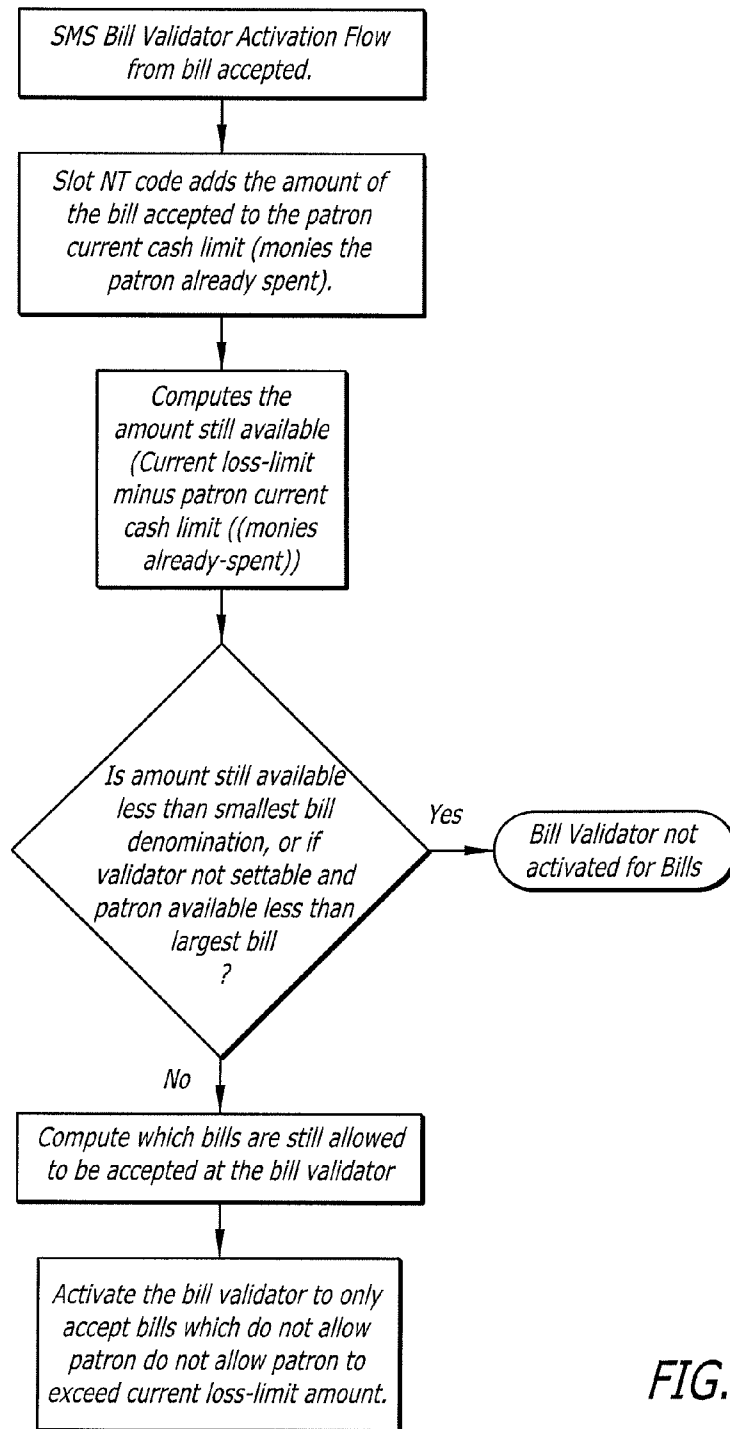 SMS Bill Validator Activation Flow
from bill accepted.
Slot NT code adds the amount of
the bill accepted to the patron
current cash limit (monies the
patron already spent).
Computes the
amount still available
(Current loss-limit
minus patron current
cash limit ((monies
already-spent))
Is amount still available
less than smallest bill
denomination, or if
validator not settable and
patron available less than
largest bill
?
Yes
Bill Validator not
activated for Bills
No
Compute which bills are still allowed
to be accepted at the bill validator
Activate the bill validator to only
accept bills which do not allow
patron do not allow patron to
exceed current loss-limit amount.
FIG.